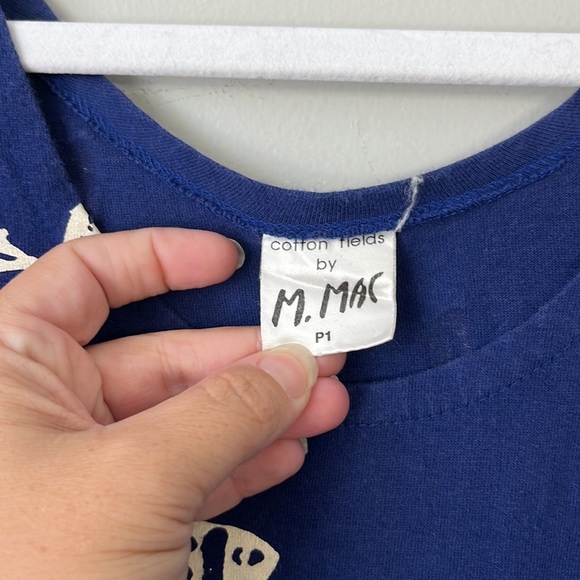 cotton fields
by
M. MAC
P1